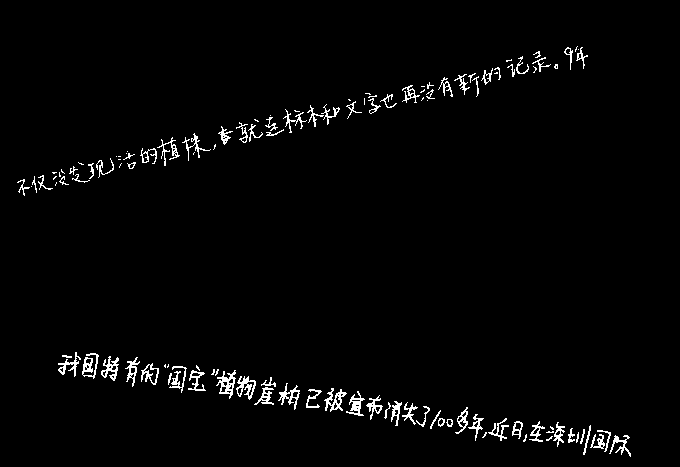 不仅没发现活的植株，就连标本和文字也再没有新的记录。9年
我国特有的“国宝”植物崖柏已被宣布消失了100多年，近日，在深圳国际